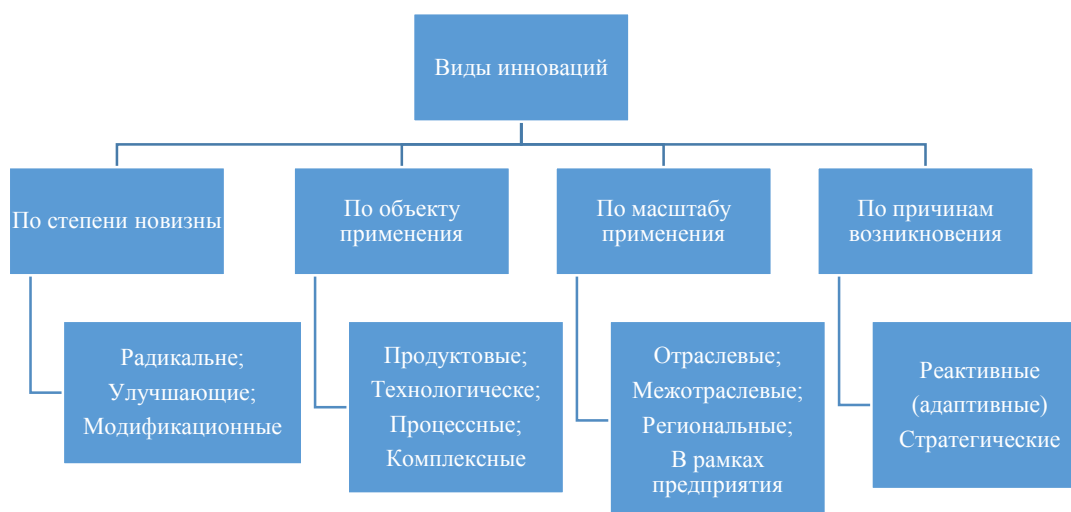 Виды инноваций
По степени новизны
По объекту
применения
По масштабу
применения
По причинам
возникновения
Радикальне;
Улучшающие;
Модификационные
Продуктовые;
Технологическе;
Процессные;
Комплексные
Отраслевые;
Межотраслевые;
Региональные;
В рамках
предприятия
Реактивные
(адаптивные)
Стратегические